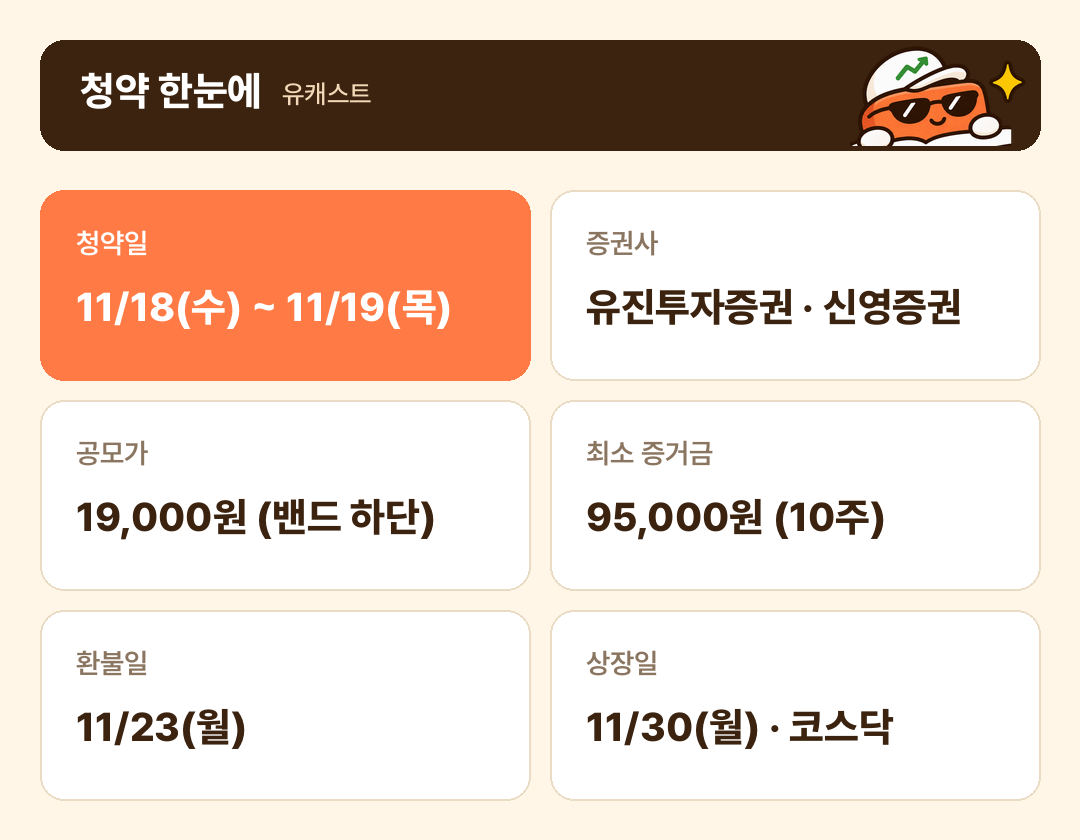 청약 한눈에 유캐스트
청약일
11/18(수) ~ 11/19(목)
증권사
유진투자증권 · 신영증권
공모가
19,000원 (밴드 하단)
최소 증거금
95,000원 (10주)
환불일
11/23(월)
상장일
11/30(월) · 코스닥